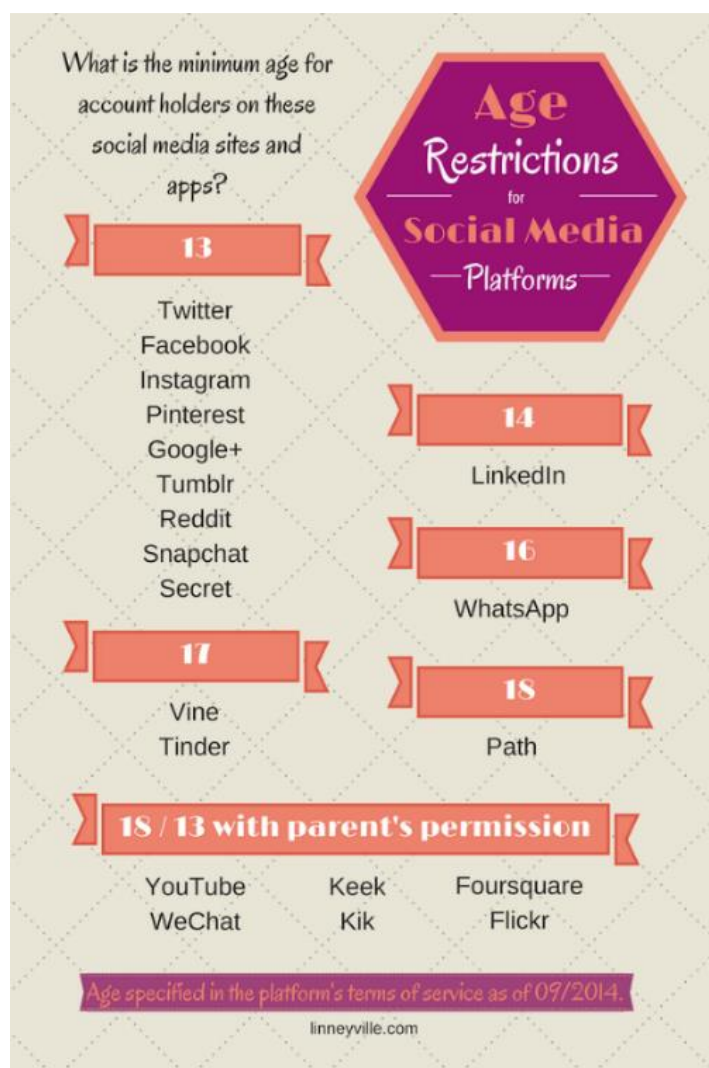 What is the minimum age for
account holders on these
social media sites and
apps?
Age
Restrictions
for
Social Media
Platforms
13
Twitter
Facebook
Instagram
Pinterest
Google+
Tumblr
Reddit
Snapchat
Secret
14
LinkedIn
16
WhatsApp
17
Vine
Tinder
18
Path
18 / 13 with parent's permission
YouTube Keek Foursquare
WeChat Kik Flickr
Age specified in the platform's terms of service as of 09/2014.
linneyville.com